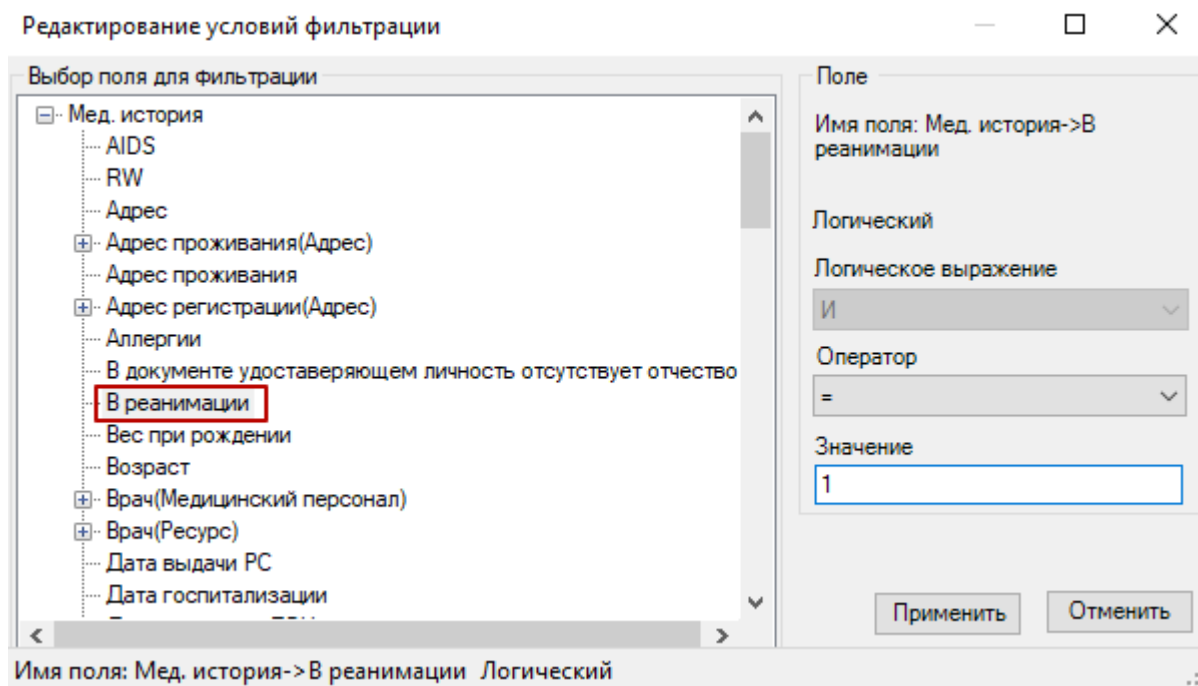 Редактирование условий фильтрации
Выбор поля для фильтрации
Мед. история
AIDS
RW
Адрес
Адрес проживания(Адрес)
Адрес проживания
Адрес регистрации(Адрес)
Аллергии
В документе удоставеряющем личность отсутствует отчество
В реанимации
Вес при рождении
Возраст
Врач(Медицинский персонал)
Врач(Ресурс)
Дата выдачи РС
Дата госпитализации
Поле
Имя поля: Мед. история->В
реанимации
Логический
Логическое выражение
И
Оператор
=
Значение
1
Применить
Отменить
Имя поля: Мед. история->В реанимации Логический